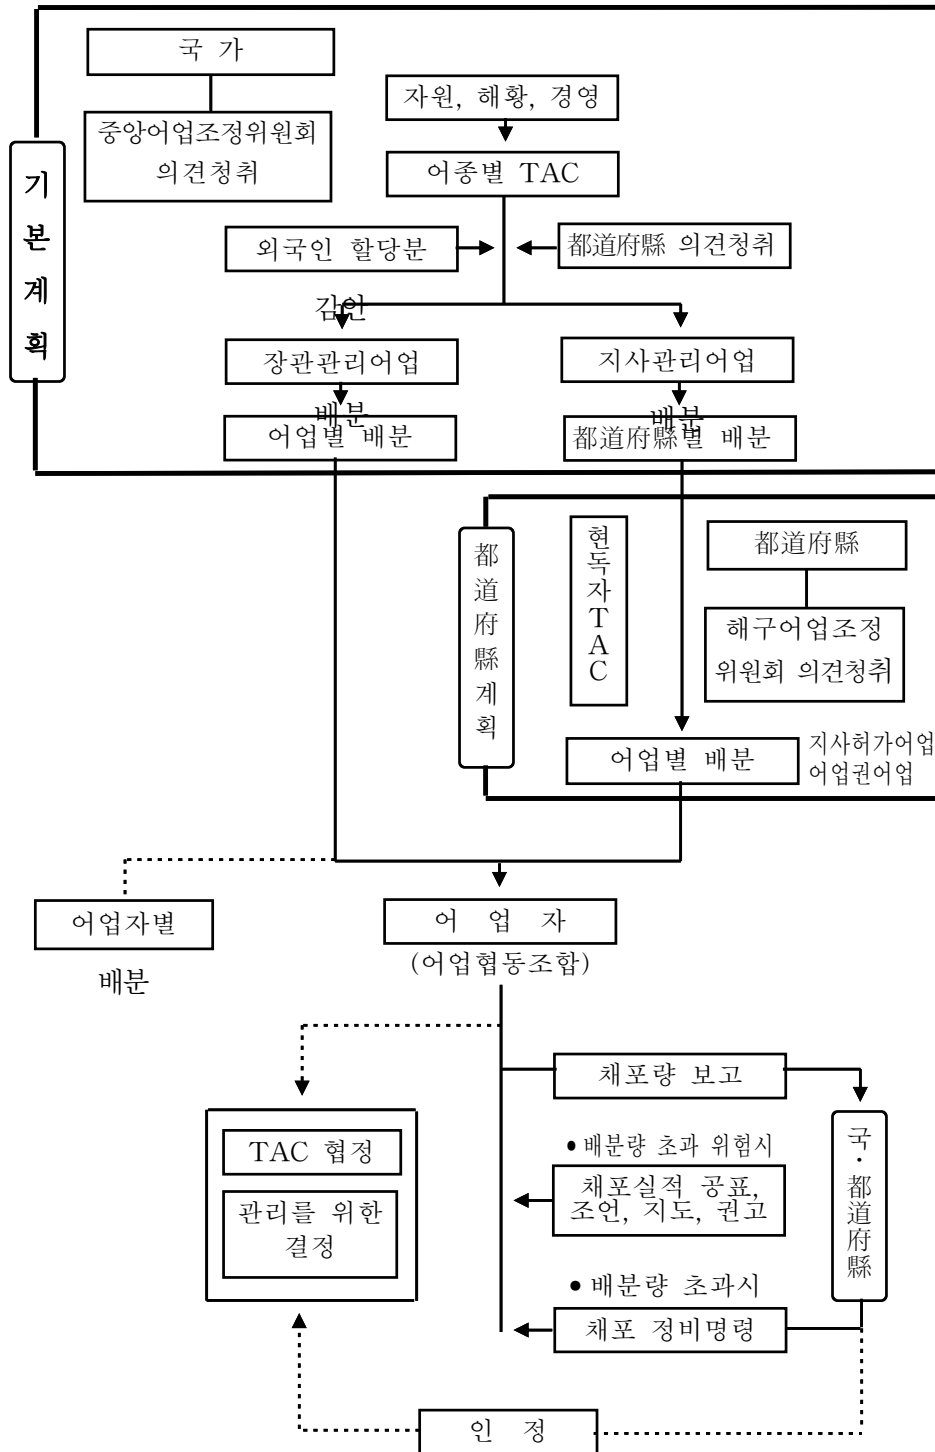 국 가
중앙어업조정위원회
의견청취
기본계획
자원, 해황, 경영
어종별 TAC
외국인 할당분
감안
都道府縣 의견청취
장관관리어업
배분
지사관리어업
배분
어업별 배분
都道府縣별 배분
都道府縣계획
현독자TAC
都道府縣
해구어업조정
위원회 의견청취
어업별 배분
지사허가어업
어업권어업
어업자별
배분
어 업 자
(어업협동조합)
채포량 보고
국·都道府縣
TAC 협정
관리를 위한
결정
• 배분량 초과 위험시
채포실적 공표,
조언, 지도, 권고
• 배분량 초과시
채포 정비명령
인 정